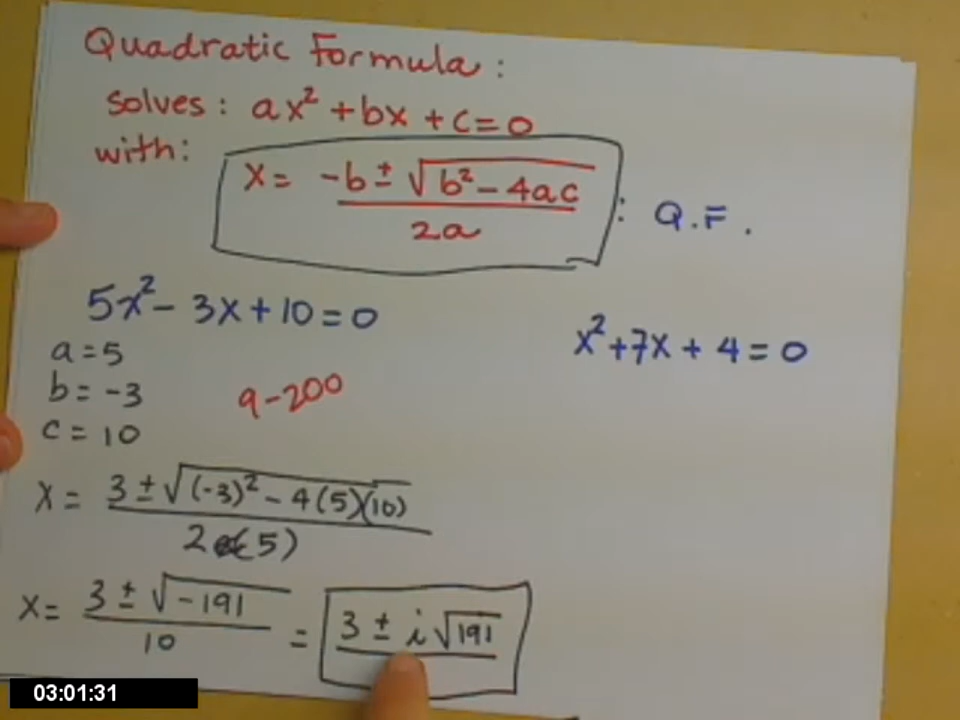 Quadratic Formula:
solves: ax² + bx + c = 0
with:
x = -b ± √b² - 4ac / 2a : Q.F.
5x² - 3x + 10 = 0
x² + 7x + 4 = 0
a = 5
b = -3
c = 10
9 - 200
x = 3 ± √(-3)² - 4(5)(10) / 2(5)
x = 3 ± √-191 / 10 = 3 ± i√191
03:01:31